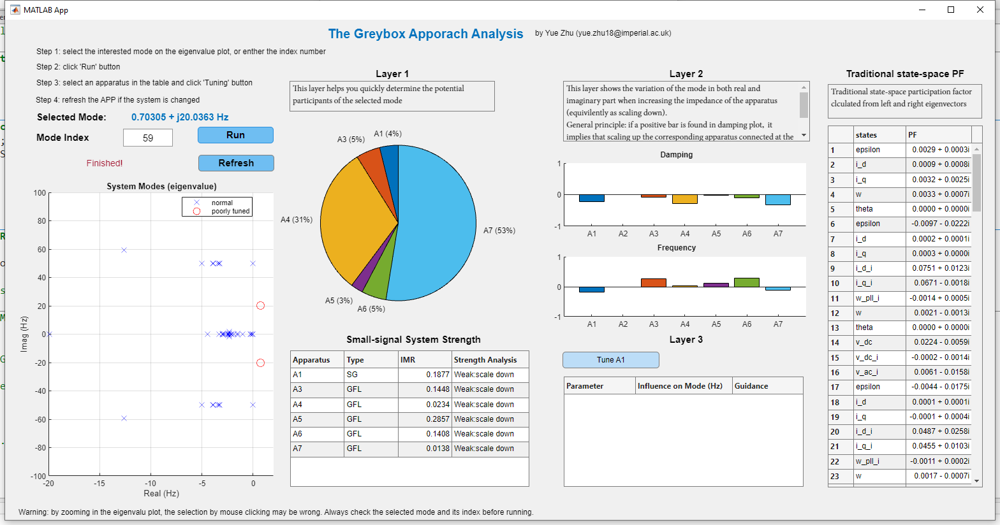 MATLAB App
The Greybox Apporach Analysis
by Yue Zhu (yue.zhu18@imperial.ac.uk)
Step 1: select the interested mode on the eigenvalue plot, or enther the index number
Step 2: click 'Run' button
Step 3: select an apparatus in the table and click 'Tuning' button
Step 4: refresh the APP if the system is changed
Selected Mode: 0.70305 + j20.0363 Hz
Mode Index 59 Run
Finished! Refresh
System Modes (eigenvalue)
normal
poorly tuned
100
80
60
40
20
0
-20
-40
-60
-80
-100
Imag (Hz)
-20 -15 -10 -5 0
Real (Hz)
Layer 1
This layer helps you quickly determine the potential
participants of the selected mode
A1 (4%)
A3 (5%)
A4 (31%)
A7 (53%)
A5 (3%)
A6 (5%)
Small-signal System Strength
Apparatus Type IMR Strength Analysis
A1 SG 0.1877 Weak:scale down
A3 GFL 0.1448 Weak:scale down
A4 GFL 0.0234 Weak:scale down
A5 GFL 0.2857 Weak:scale down
A6 GFL 0.1408 Weak:scale down
A7 GFL 0.0138 Weak:scale down
Layer 2
This layer shows the variation of the mode in both real and
imaginary part when increasing the impedance of the apparatus
(equivilently as scaling down).
General principle: if a positive bar is found in damping plot, it
implies that scaling up the corresponding apparatus connected at the
Damping
1
0
-1
A1 A2 A3 A4 A5 A6 A7
Frequency
1
0
-1
A1 A2 A3 A4 A5 A6 A7
Layer 3
Tune A1
Parameter Influence on Mode (Hz) Guidance
Traditional state-space PF
Traditional state-space participation factor
clculated from left and right eigenvectors
states PF
1 epsilon 0.0029 + 0.0003i
2 i_d 0.0009 + 0.0008i
3 i_q 0.0032 + 0.0025i
4 w 0.0033 + 0.0007i
5 theta 0.0000 + 0.0000i
6 epsilon -0.0097 - 0.0222i
7 i_d 0.0002 + 0.0001i
8 i_q 0.0003 + 0.0000i
9 i_d_i 0.0751 + 0.0123i
10 i_q_i 0.0671 - 0.0018i
11 w_pll_i -0.0014 + 0.0005i
12 w 0.0021 - 0.0013i
13 theta 0.0000 + 0.0000i
14 v_dc 0.0224 - 0.0059i
15 v_dc_i -0.0002 - 0.0014i
16 v_ac_i 0.0061 - 0.0158i
17 epsilon -0.0044 - 0.0175i
18 i_d 0.0001 + 0.0001i
19 i_q -0.0001 + 0.0004i
20 i_d_i 0.0487 + 0.0258i
21 i_q_i 0.0455 + 0.0103i
22 w_pll_i -0.0011 + 0.0002i
23 w 0.0017 - 0.0007i
Warning: by zooming in the eigenvalu plot, the selection by mouse clicking may be wrong. Always check the selected mode and its index before running.